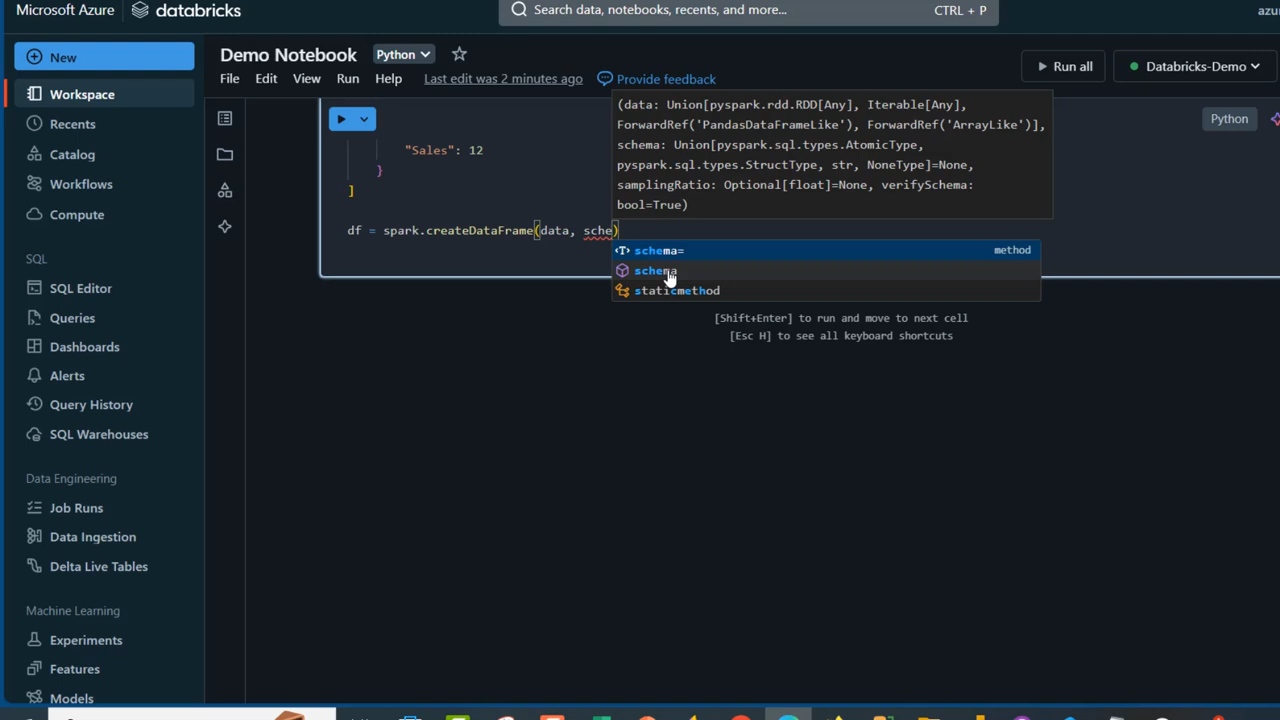 Microsoft Azure databricks Search data, notebooks, recents, and more... CTRL + P
New
Workspace
Recents
Catalog
Workflows
Compute
SQL
SQL Editor
Queries
Dashboards
Alerts
Query History
SQL Warehouses
Data Engineering
Job Runs
Data Ingestion
Delta Live Tables
Machine Learning
Experiments
Features
Models
Demo Notebook Python
File Edit View Run Help Last edit was 2 minutes ago Provide feedback
Run all Databricks-Demo
Python
"Sales": 12
}
]
df = spark.createDataFrame(data, sche)
(data: Union[pyspark.rdd.RDD[Any], Iterable[Any],
ForwardRef('PandasDataFrameLike'), ForwardRef('ArrayLike')],
schema: Union[pyspark.sql.types.AtomicType,
pyspark.sql.types.StructType, str, NoneType]=None,
samplingRatio: Optional[float]=None, verifySchema:
bool=True)
schema= method
schema
staticmethod
[Shift+Enter] to run and move to next cell
[Esc H] to see all keyboard shortcuts